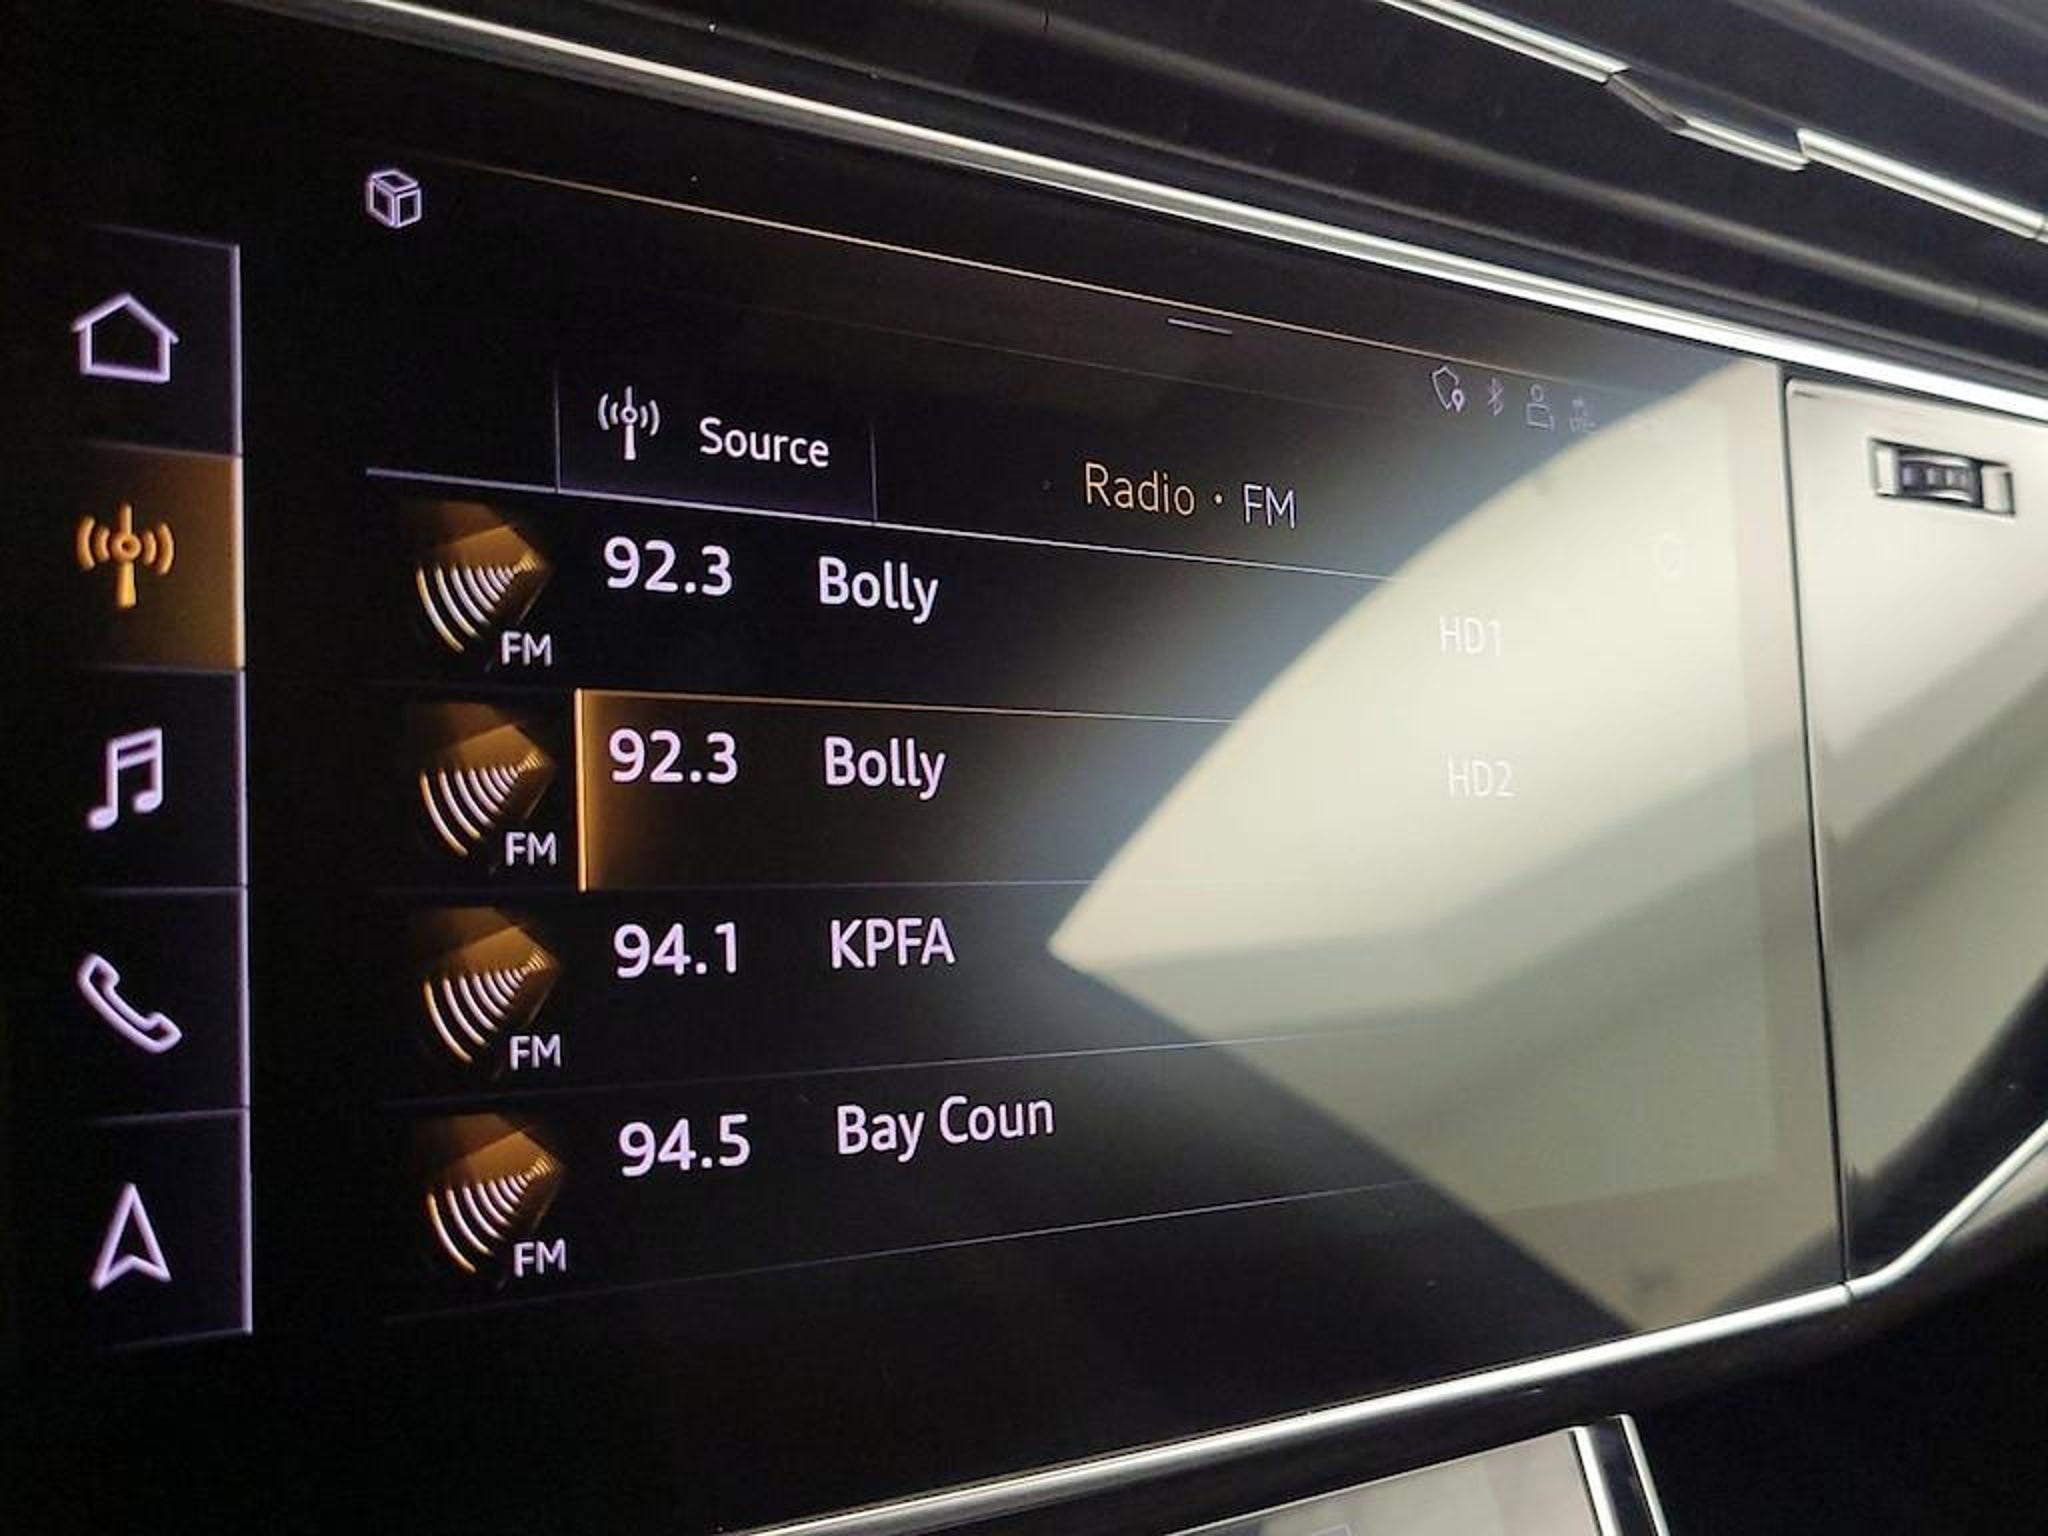 Source
Radio • FM
92.3 Bolly HD1
FM
92.3 Bolly HD2
FM
94.1 KPFA
FM
94.5 Bay Coun
FM